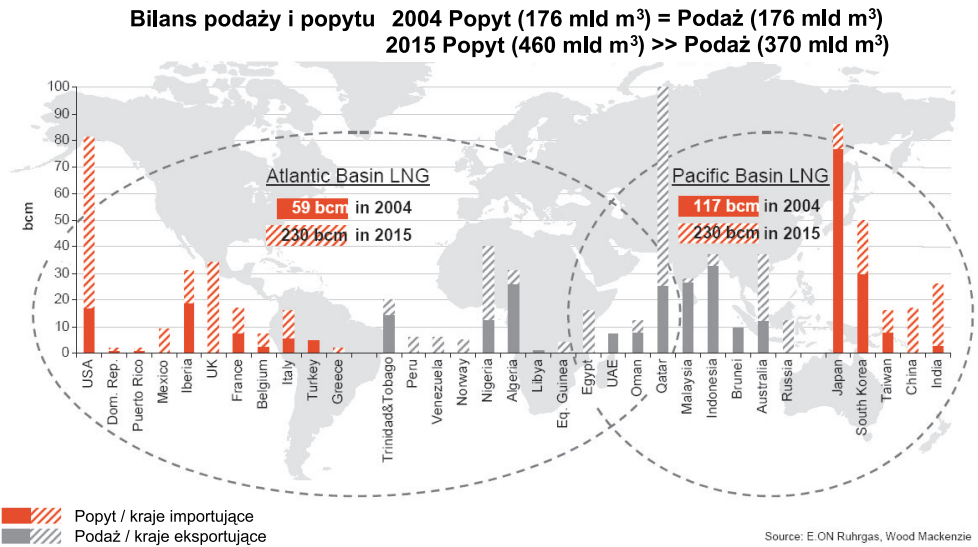 Bilans podaży i popytu 2004 Popyt (176 mld m³) = Podaż (176 mld m³)
2015 Popyt (460 mld m³) >> Podaż (370 mld m³)
bcm
100
90
80
70
60
50
40
30
20
10
0
Atlantic Basin LNG
59 bcm in 2004
230 bcm in 2015
Pacific Basin LNG
117 bcm in 2004
230 bcm in 2015
USA
Dom. Rep.
Puerto Rico
Mexico
Iberia
UK
France
Belgium
Italy
Turkey
Greece
Trinidad&Tobago
Peru
Venezuela
Norway
Nigeria
Algeria
Libya
Eq. Guinea
Egypt
UAE
Oman
Qatar
Malaysia
Indonesia
Brunei
Australia
Russia
Japan
South Korea
Taiwan
China
India
Popyt / kraje importujące
Podaż / kraje eksportujące
Source: E.ON Ruhrgas, Wood Mackenzie